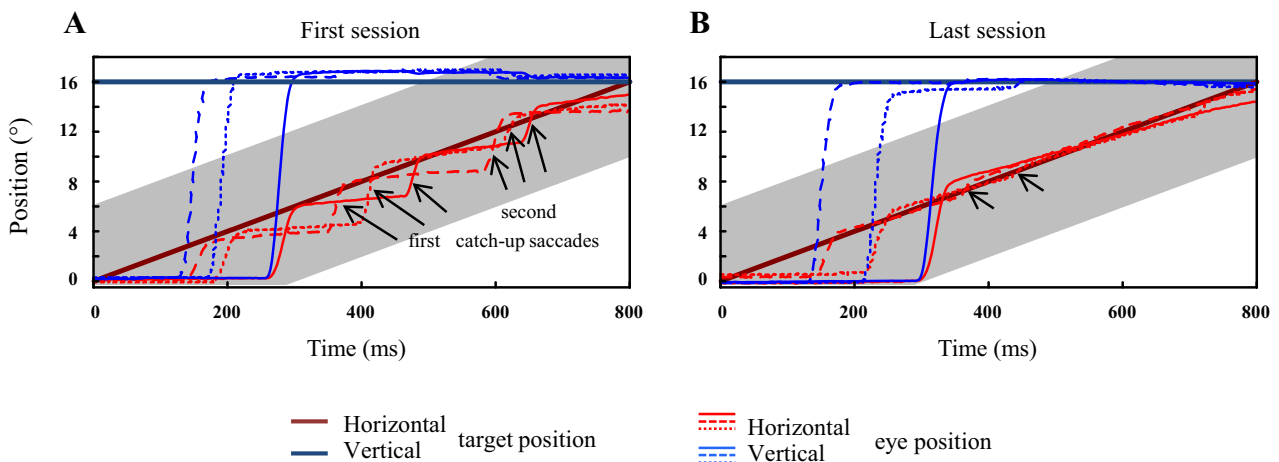 A
First session
B
Last session
Position (°)
16
12
8
4
0
first
second
catch-up saccades
0
200
400
600
800
Time (ms)
16
12
8
4
0
0
200
400
600
800
Time (ms)
Horizontal
Vertical
target position
Horizontal
Vertical
eye position